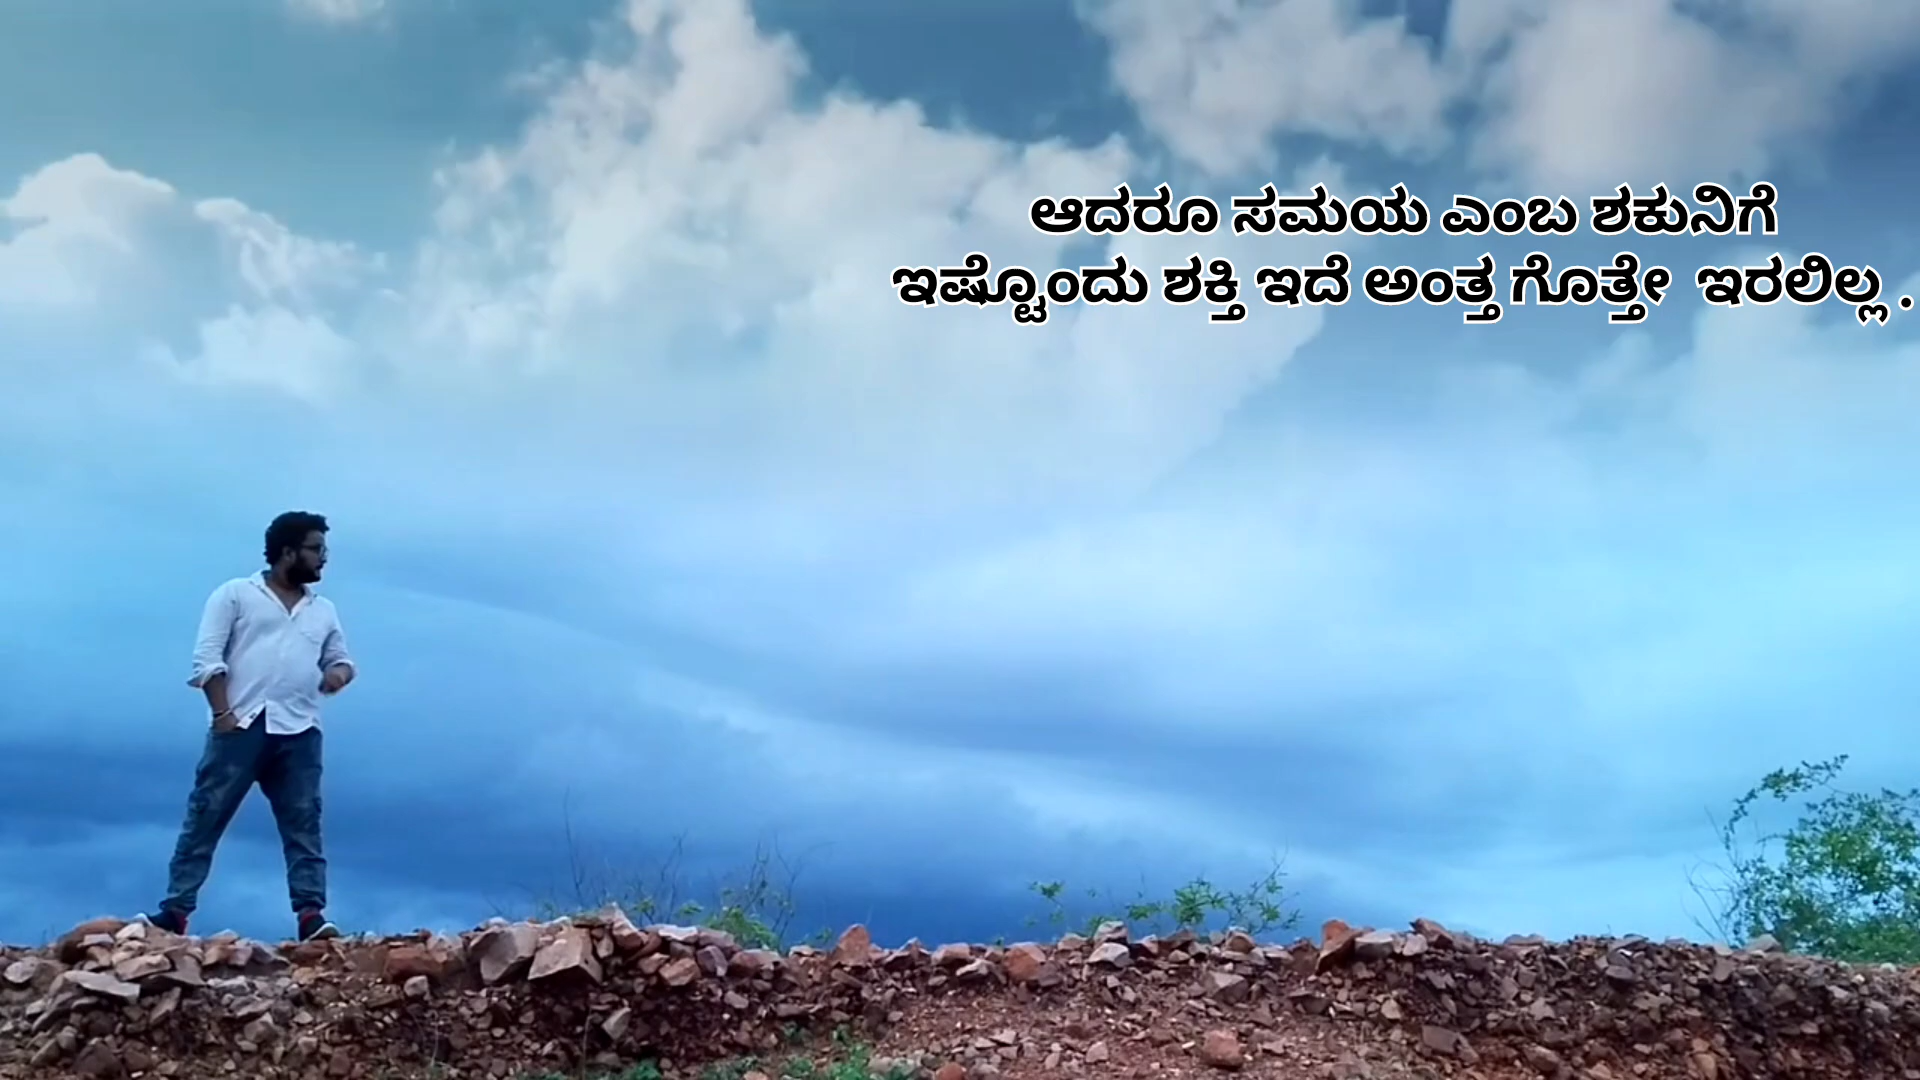 ಆದರೂ ಸಮಯ ಎಂಬ ಶಕುನಿಗೆ
ಇಷ್ಟೊಂದು ಶಕ್ತಿ ಇದೆ ಅಂತ್ತ ಗೊತ್ತೇ ಇರಲಿಲ್ಲ .